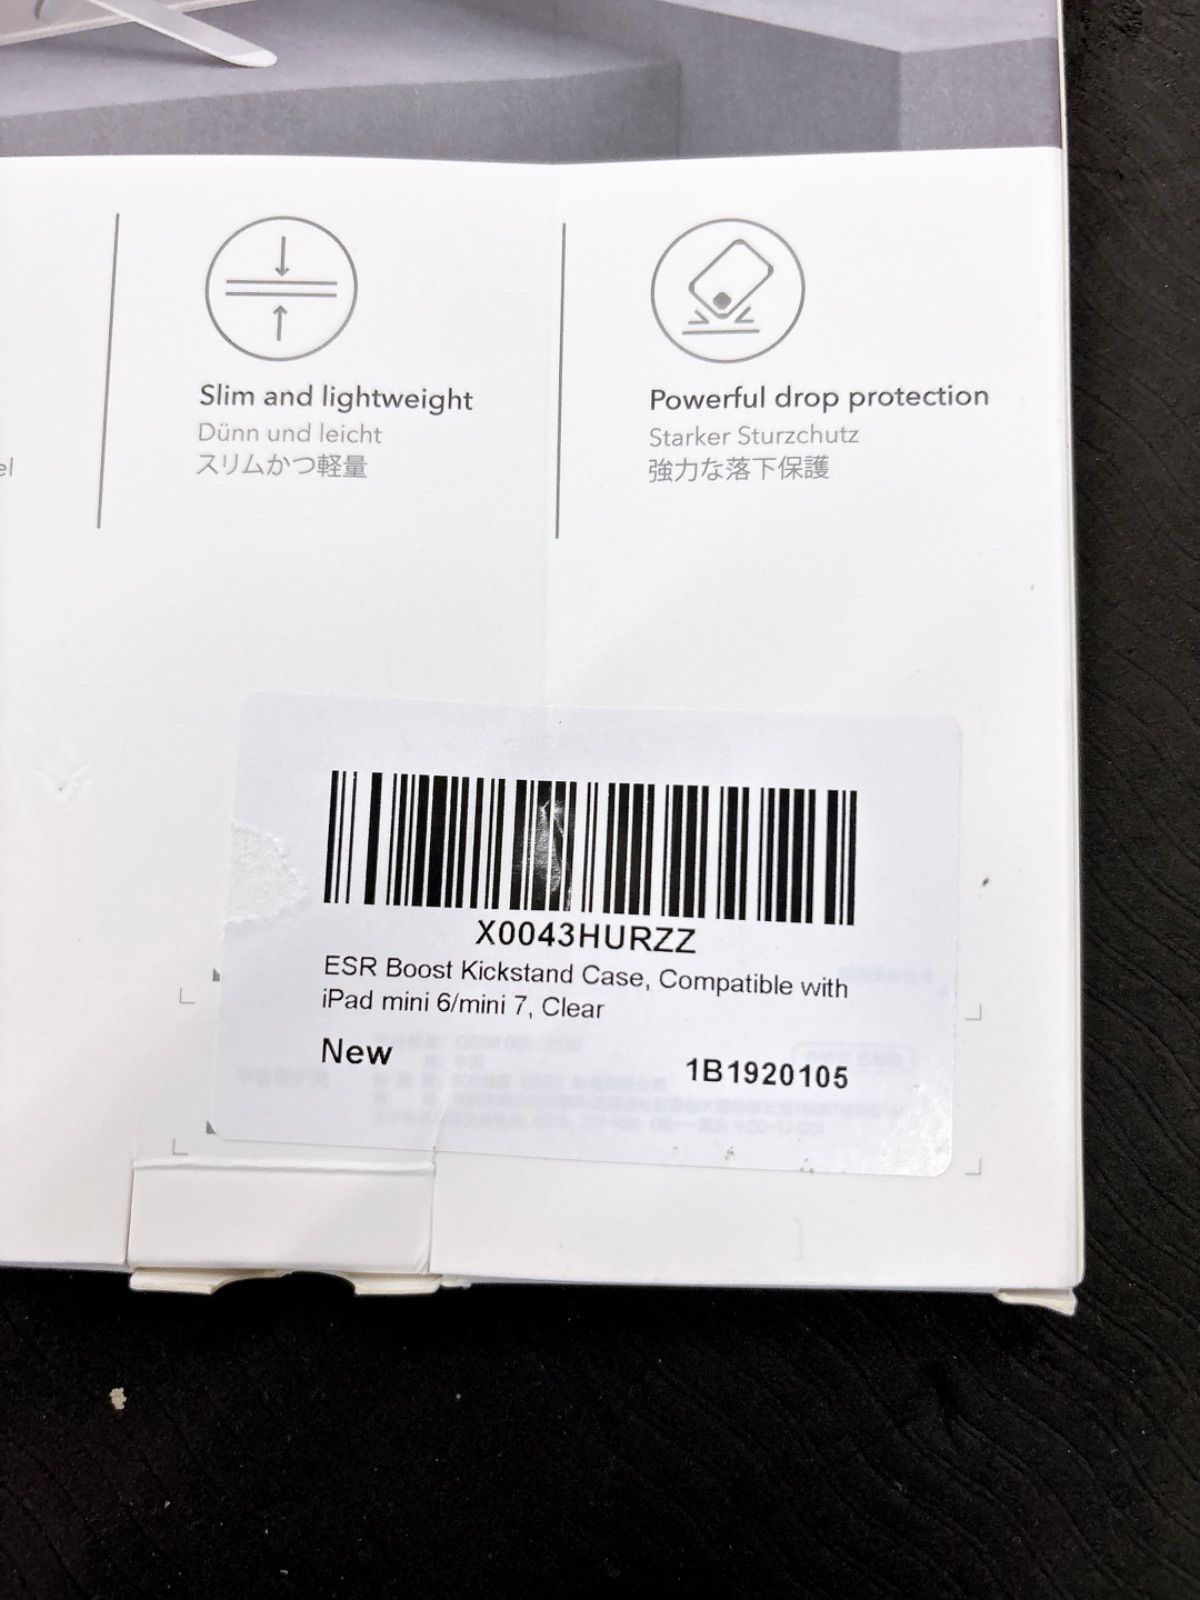 el
Slim and lightweight
Dünn und leicht
スリムかつ軽量
Powerful drop protection
Starker Sturzchutz
強力な落下保護
X0043HURZZ
ESR Boost Kickstand Case, Compatible with
iPad mini 6/mini 7, Clear
New
1B1920105